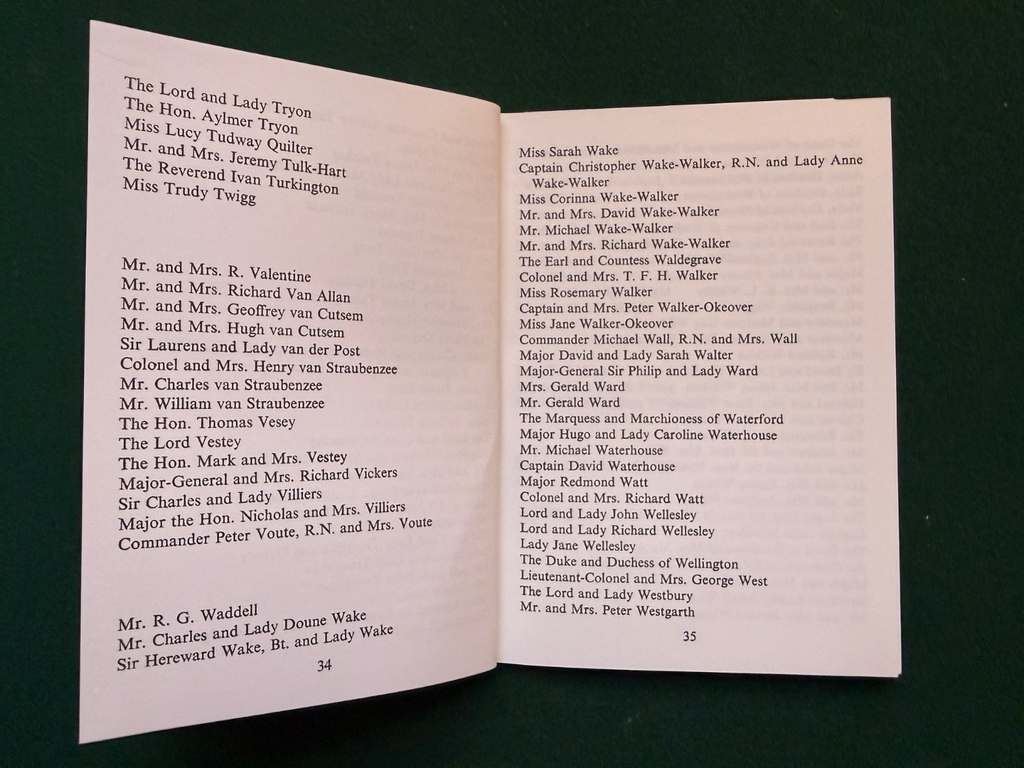 The Lord and Lady Tryon
The Hon. Aylmer Tryon
Miss Lucy Tudway Quilter
Mr. and Mrs. Jeremy Tulk-Hart
The Reverend Ivan Turkington
Miss Trudy Twigg
Mr. and Mrs. R. Valentine
Mr. and Mrs. Richard Van Allan
Mr. and Mrs. Geoffrey van Cutsem
Mr. and Mrs. Hugh van Cutsem
Sir Laurens and Lady van der Post
Colonel and Mrs. Henry van Straubenzee
Mr. Charles van Straubenzee
Mr. William van Straubenzee
The Hon. Thomas Vesey
The Lord Vestey
The Hon. Mark and Mrs. Vestey
Major-General and Mrs. Richard Vickers
Sir Charles and Lady Villiers
Major the Hon. Nicholas and Mrs. Villiers
Commander Peter Voute, R.N. and Mrs. Voute
Mr. R. G. Waddell
Mr. Charles and Lady Doune Wake
Sir Hereward Wake, Bt. and Lady Wake
34
Miss Sarah Wake
Captain Christopher Wake-Walker, R.N. and Lady Anne
Wake-Walker
Miss Corinna Wake-Walker
Mr. and Mrs. David Wake-Walker
Mr. Michael Wake-Walker
Mr. and Mrs. Richard Wake-Walker
The Earl and Countess Waldegrave
Colonel and Mrs. T. F. H. Walker
Miss Rosemary Walker
Captain and Mrs. Peter Walker-Okeover
Miss Jane Walker-Okeover
Commander Michael Wall, R.N. and Mrs. Wall
Major David and Lady Sarah Walter
Major-General Sir Philip and Lady Ward
Mrs. Gerald Ward
Mr. Gerald Ward
The Marquess and Marchioness of Waterford
Major Hugo and Lady Caroline Waterhouse
Mr. Michael Waterhouse
Captain David Waterhouse
Major Redmond Watt
Colonel and Mrs. Richard Watt
Lord and Lady John Wellesley
Lord and Lady Richard Wellesley
Lady Jane Wellesley
The Duke and Duchess of Wellington
Lieutenant-Colonel and Mrs. George West
The Lord and Lady Westbury
Mr. and Mrs. Peter Westgarth
35